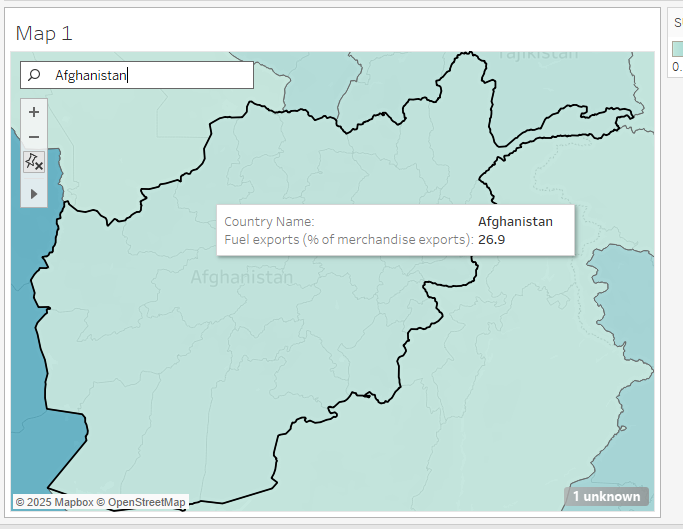 Map 1
Tajikistan
Afghanistan
Country Name: Afghanistan
Fuel exports (% of merchandise exports): 26.9
Afghanistan
1 unknown
© 2025 Mapbox © OpenStreetMap
0.